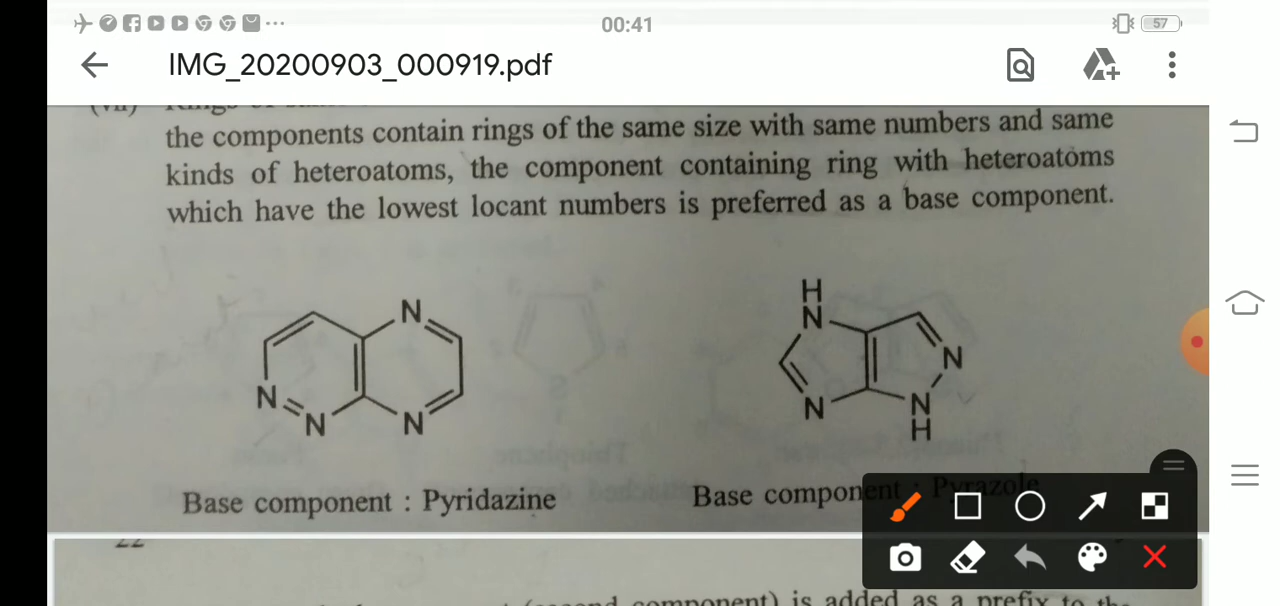 00:41
57
IMG_20200903_000919.pdf
the components contain rings of the same size with same numbers and same
kinds of heteroatoms, the component containing ring with heteroatoms
which have the lowest locant numbers is preferred as a base component.
N
N
N
N
H
N
N
N
N
H
Base component : Pyridazine
Base component : Pyrazole
22
(second component) is added as a prefix to the